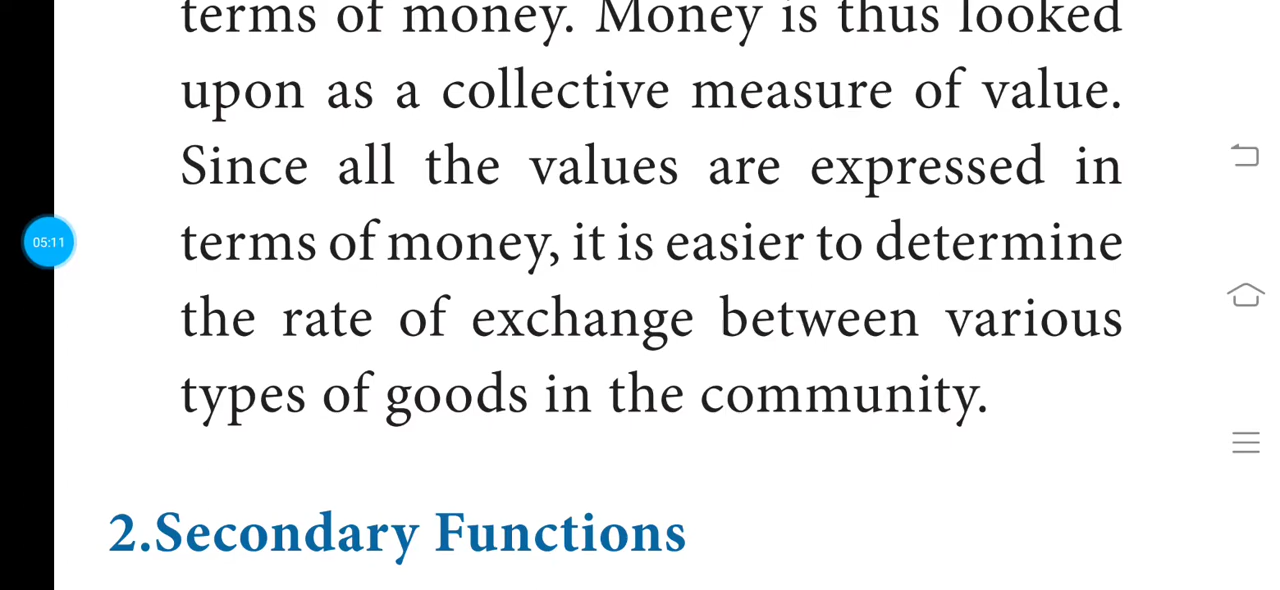 terms of money. Money is thus looked
upon as a collective measure of value.
Since all the values are expressed in
terms of money, it is easier to determine
the rate of exchange between various
types of goods in the community.
05:11
2.Secondary Functions